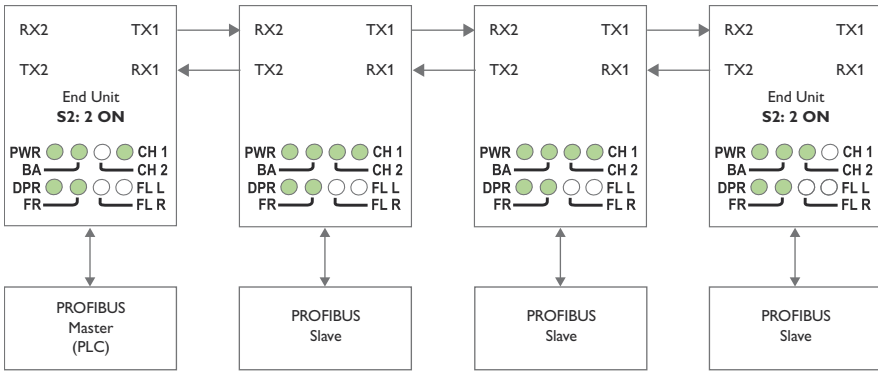 RX2 TX1
TX2 RX1
End Unit
S2: 2 ON
PWR CH 1
BA CH 2
DPR FL L
FR FL R
RX2 TX1
TX2 RX1
PWR CH 1
BA CH 2
DPR FL L
FR FL R
RX2 TX1
TX2 RX1
PWR CH 1
BA CH 2
DPR FL L
FR FL R
RX2 TX1
TX2 RX1
End Unit
S2: 2 ON
PWR CH 1
BA CH 2
DPR FL L
FR FL R
PROFIBUS
Master
(PLC)
PROFIBUS
Slave
PROFIBUS
Slave
PROFIBUS
Slave